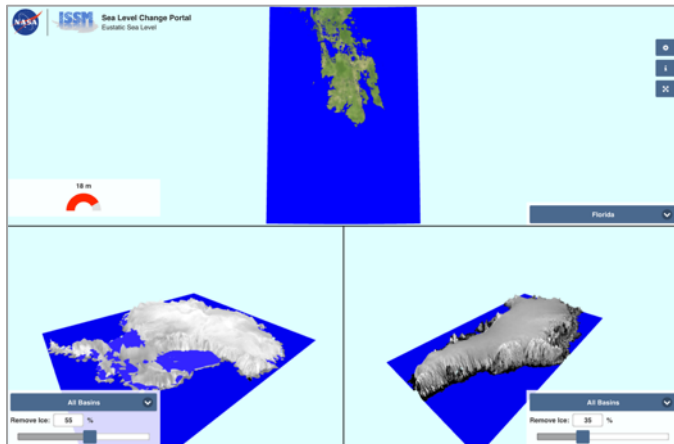 NASA
ISSM
Sea Level Change Portal
Eustatic Sea Level
18 m
Florida
All Basins
Remove Ice: 55 %
All Basins
Remove Ice: 35 %